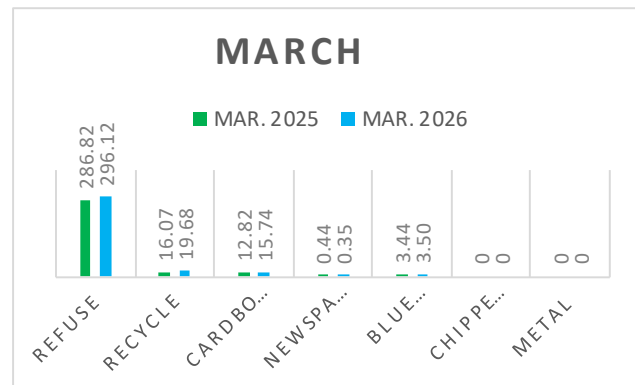 MARCH
MAR. 2025 MAR. 2026
286.82 296.12 16.07 19.68 12.82 15.74 0.44 0.35 3.44 3.50 0 0 0 0
REFUSE RECYCLE CARDBO... NEWSPA... BLUE... CHIPPE... METAL